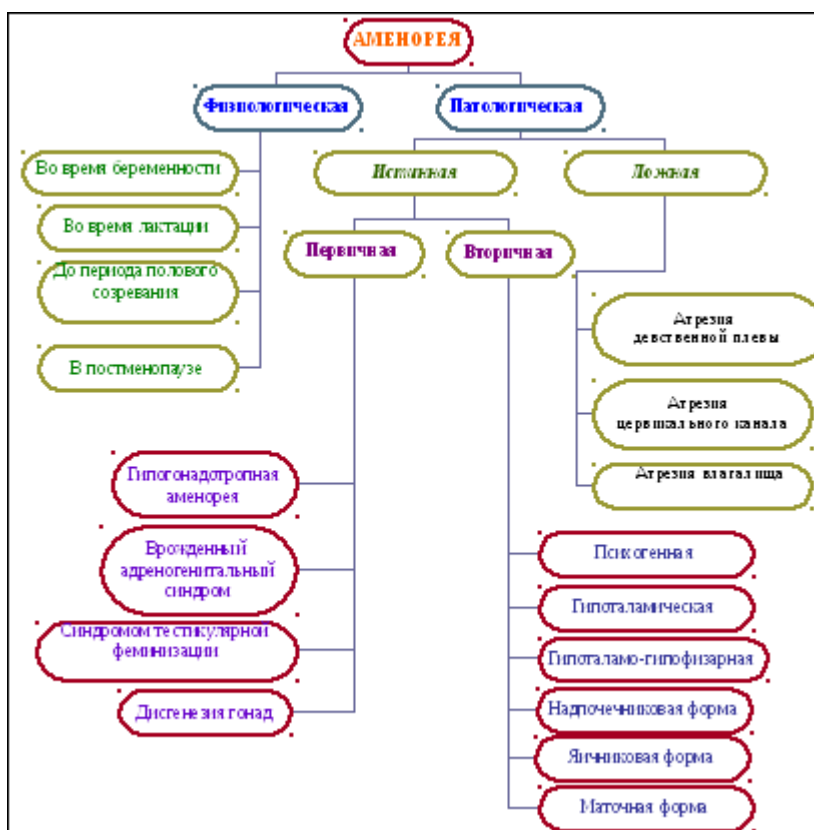 АМЕНОРЕЯ
Физиологическая
Патологическая
Во время беременности
Во время лактации
До периода полового
созревания
В постменопаузе
Истинная
Ложная
Первичная
Вторичная
Атрезия
девственной плевы
Атрезия
цервикального канала
Атрезия влагалища
Гипогонадотропная
аменорея
Врожденный
адреногенитальный
синдром
Синдромом тестикулярной
феминизации
Дисгенезия гонад
Психогенная
Гипоталамическая
Гипоталамо-гипофизарная
Надпочечниковая форма
Яичниковая форма
Маточная форма